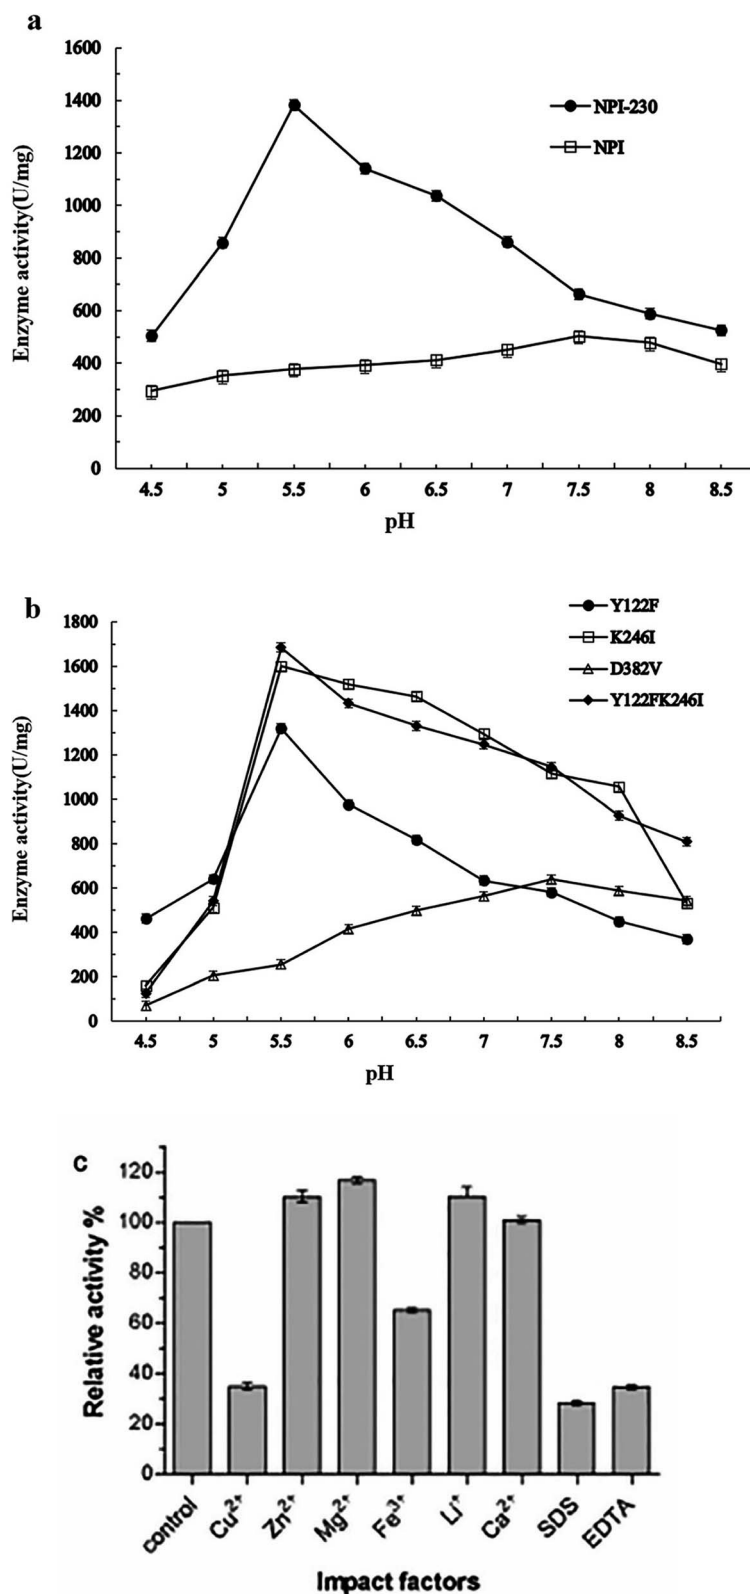 a
1600
1400
1200
1000
800
600
400
200
0
Enzyme activity(U/mg)
NPI-230
NPI
4.5 5 5.5 6 6.5 7 7.5 8 8.5
pH
b
1800
1600
1400
1200
1000
800
600
400
200
0
Enzyme activity(U/mg)
Y122F
K246I
D382V
Y122FK246I
4.5 5 5.5 6 6.5 7 7.5 8 8.5
pH
c
120
100
80
60
40
20
0
Relative activity %
control Cu²⁺ Zn²⁺ Mg²⁺ Fe³⁺ Li⁺ Ca²⁺ SDS EDTA
Impact factors